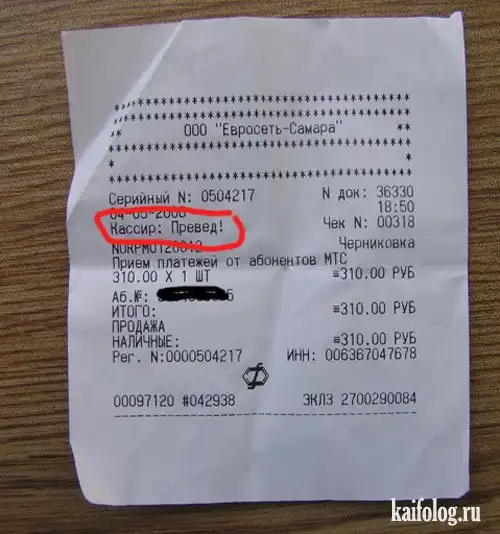 ООО "Евросеть-Самара"
Серийный N: 0504217 N док: 36330
18:50
Кассир: Превед! Чек N: 00318
Черниковка
Прием платежей от абонентов МТС
310.00 X 1 ШТ ≡310.00 РУБ
Аб.№:
ИТОГО: ≡310.00 РУБ
ПРОДАЖА
НАЛИЧНЫЕ: ≡310.00 РУБ
Рег. N:0000504217 ИНН: 006367047678
00097120 #042938 ЭКЛЗ 2700290084
kaifolog.ru